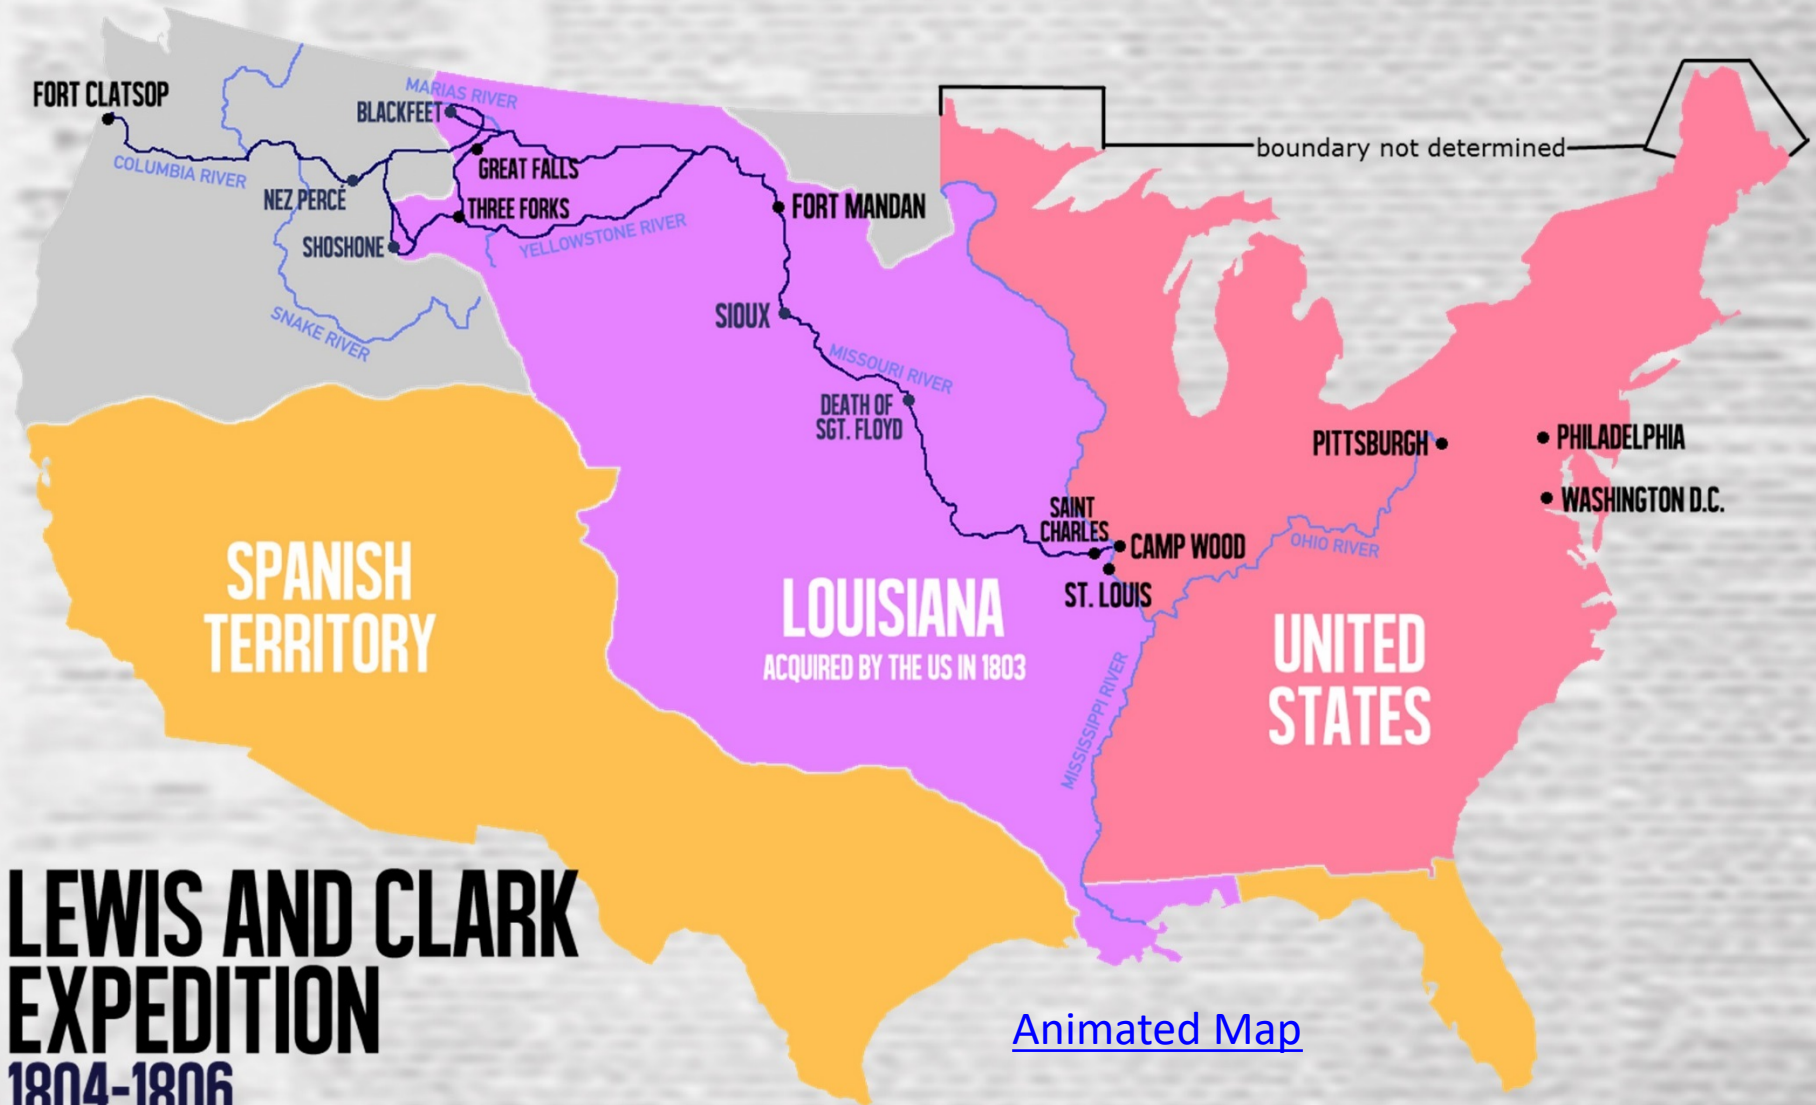 FORT CLATSOP
COLUMBIA RIVER
NEZ PERCÉ
SHOSHONE
SNAKE RIVER
MARIAS RIVER
BLACKFEET
GREAT FALLS
THREE FORKS
YELLOWSTONE RIVER
FORT MANDAN
SIOUX
MISSOURI RIVER
DEATH OF
SGT. FLOYD
boundary not determined
SAINT
CHARLES
CAMP WOOD
ST. LOUIS
PITTSBURGH
PHILADELPHIA
WASHINGTON D.C.
OHIO RIVER
MISSISSIPPI RIVER
SPANISH
TERRITORY
LOUISIANA
ACQUIRED BY THE US IN 1803
UNITED
STATES
LEWIS AND CLARK
EXPEDITION
1804-1806
Animated Map